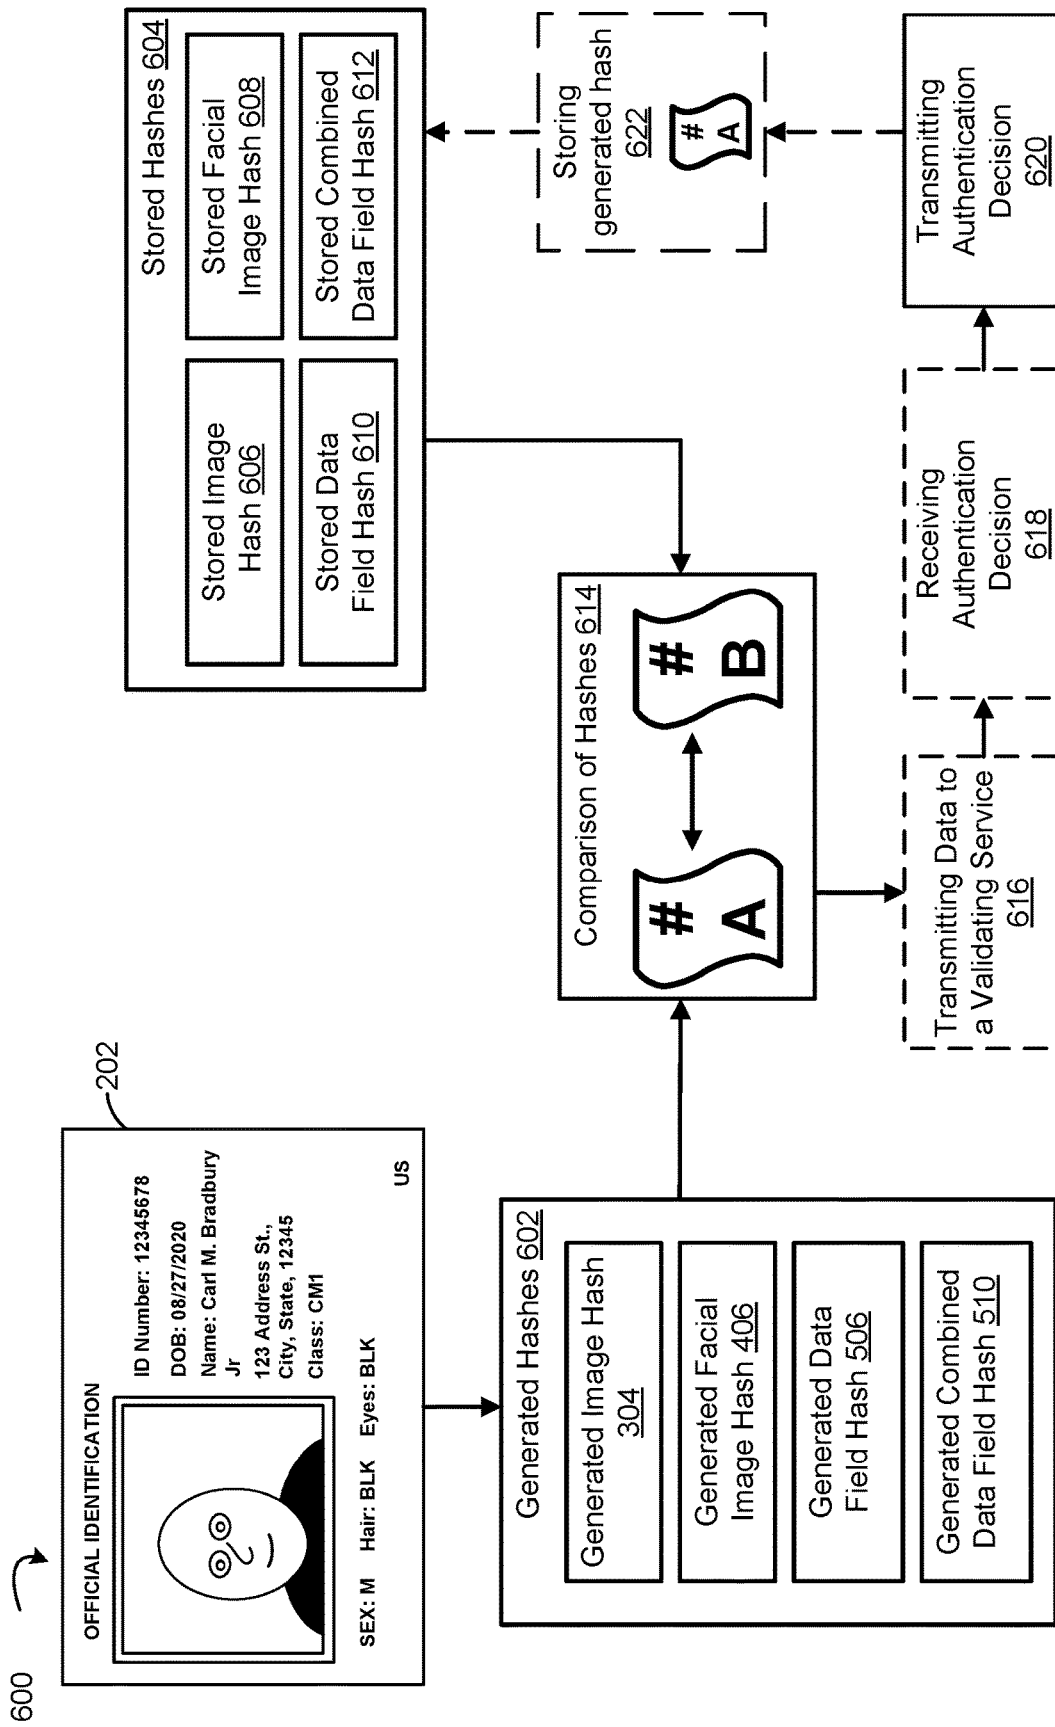 600
202
OFFICIAL IDENTIFICATION
ID Number: 12345678
DOB: 08/27/2020
Name: Carl M. Bradbury
Jr
123 Address St.,
City, State, 12345
Class: CM1
SEX: M Hair: BLK Eyes: BLK
US
Generated Hashes 602
Generated Image Hash
304
Generated Facial
Image Hash 406
Generated Data
Field Hash 506
Generated Combined
Data Field Hash 510
Stored Hashes 604
Stored Image
Hash 606
Stored Facial
Image Hash 608
Stored Data
Field Hash 610
Stored Combined
Data Field Hash 612
Comparison of Hashes 614
#
A
#
B
Transmitting Data to
a Validating Service
616
Receiving
Authentication
Decision
618
Transmitting
Authentication
Decision
620
Storing
generated hash
622
#
A